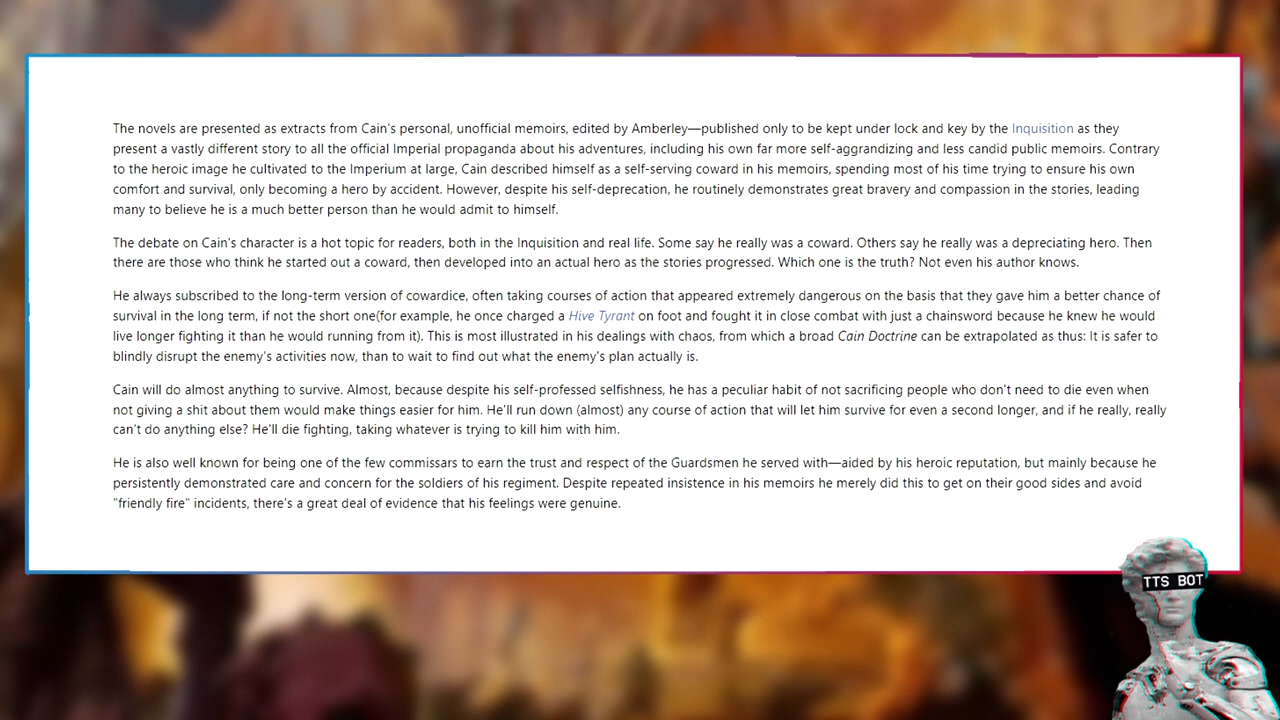 The novels are presented as extracts from Cain's personal, unofficial memoirs, edited by Amberley—published only to be kept under lock and key by the Inquisition as they
present a vastly different story to all the official Imperial propaganda about his adventures, including his own far more self-aggrandizing and less candid public memoirs. Contrary
to the heroic image he cultivated to the Imperium at large, Cain described himself as a self-serving coward in his memoirs, spending most of his time trying to ensure his own
comfort and survival, only becoming a hero by accident. However, despite his self-deprecation, he routinely demonstrates great bravery and compassion in the stories, leading
many to believe he is a much better person than he would admit to himself.
The debate on Cain's character is a hot topic for readers, both in the Inquisition and real life. Some say he really was a coward. Others say he really was a depreciating hero. Then
there are those who think he started out a coward, then developed into an actual hero as the stories progressed. Which one is the truth? Not even his author knows.
He always subscribed to the long-term version of cowardice, often taking courses of action that appeared extremely dangerous on the basis that they gave him a better chance of
survival in the long term, if not the short one(for example, he once charged a Hive Tyrant on foot and fought it in close combat with just a chainsword because he knew he would
live longer fighting it than he would running from it). This is most illustrated in his dealings with chaos, from which a broad Cain Doctrine can be extrapolated as thus: It is safer to
blindly disrupt the enemy's activities now, than to wait to find out what the enemy's plan actually is.
Cain will do almost anything to survive. Almost, because despite his self-professed selfishness, he has a peculiar habit of not sacrificing people who don't need to die even when
not giving a shit about them would make things easier for him. He'll run down (almost) any course of action that will let him survive for even a second longer, and if he really, really
can't do anything else? He'll die fighting, taking whatever is trying to kill him with him.
He is also well known for being one of the few commissars to earn the trust and respect of the Guardsmen he served with—aided by his heroic reputation, but mainly because he
persistently demonstrated care and concern for the soldiers of his regiment. Despite repeated insistence in his memoirs he merely did this to get on their good sides and avoid
"friendly fire" incidents, there's a great deal of evidence that his feelings were genuine.
TTS BOT